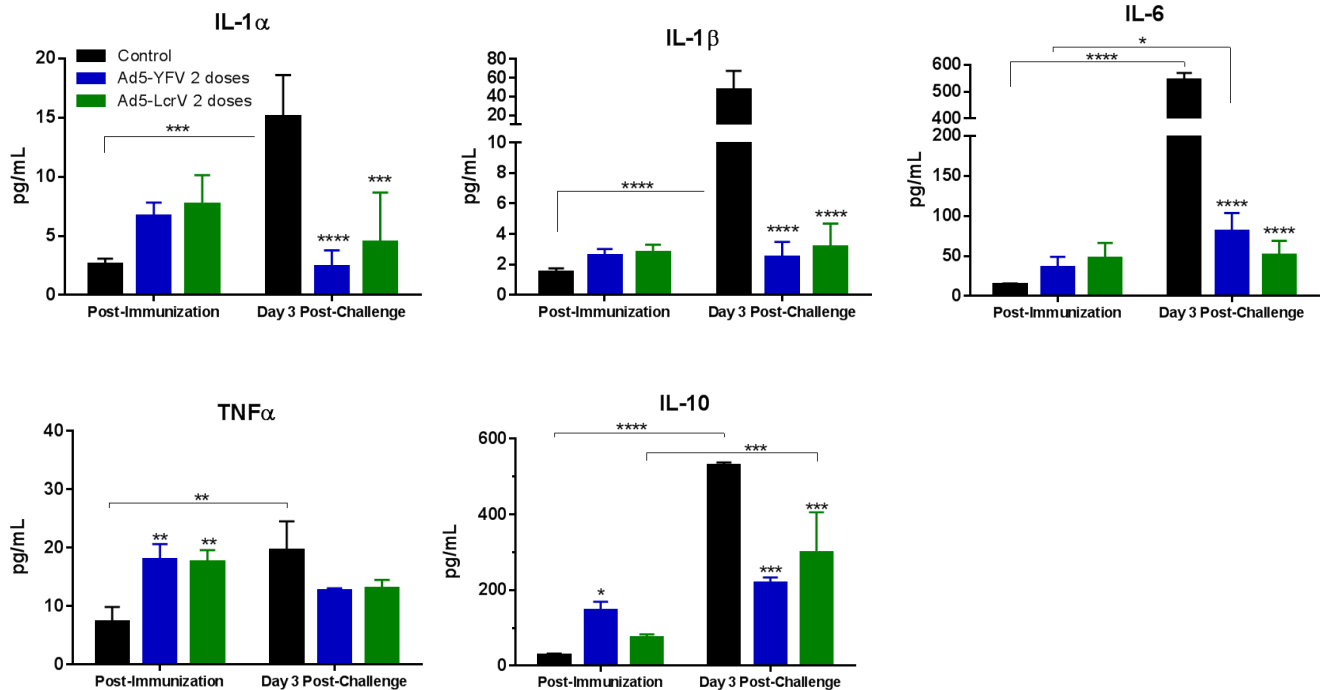 IL-1α
20
15
10
5
0
pg/mL
Control
Ad5-YFV 2 doses
Ad5-LcrV 2 doses
***
****
***
Post-Immunization
Day 3 Post-Challenge
IL-1β
80
60
40
20
10
8
6
4
2
0
pg/mL
****
****
****
Post-Immunization
Day 3 Post-Challenge
IL-6
600
500
400
200
150
100
50
0
pg/mL
*
****
****
****
Post-Immunization
Day 3 Post-Challenge
TNFα
40
30
20
10
0
pg/mL
**
**
**
Post-Immunization
Day 3 Post-Challenge
IL-10
600
400
200
0
pg/mL
****
***
*
***
***
Post-Immunization
Day 3 Post-Challenge